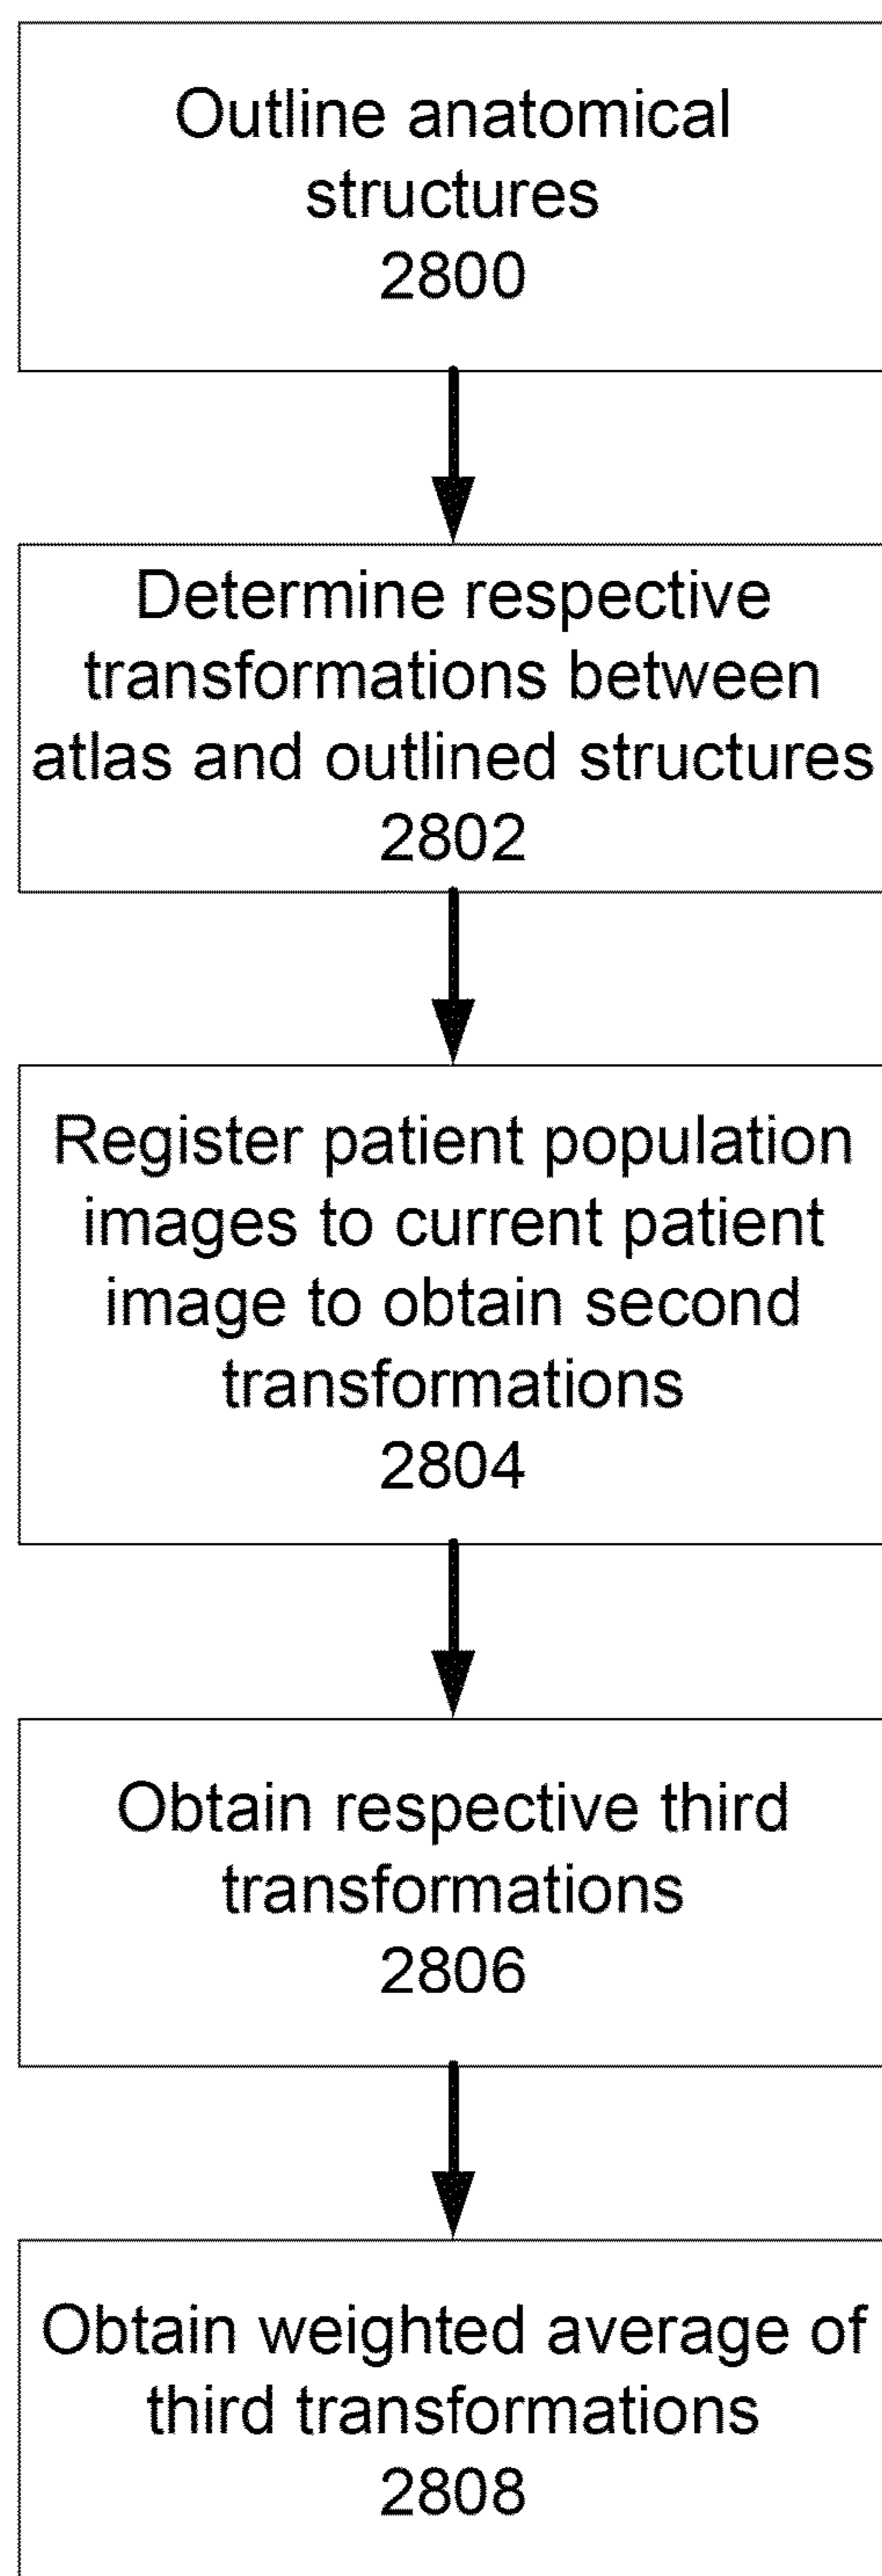 Outline anatomical
structures
2800
Determine respective
transformations between
atlas and outlined structures
2802
Register patient population
images to current patient
image to obtain second
transformations
2804
Obtain respective third
transformations
2806
Obtain weighted average of
third transformations
2808